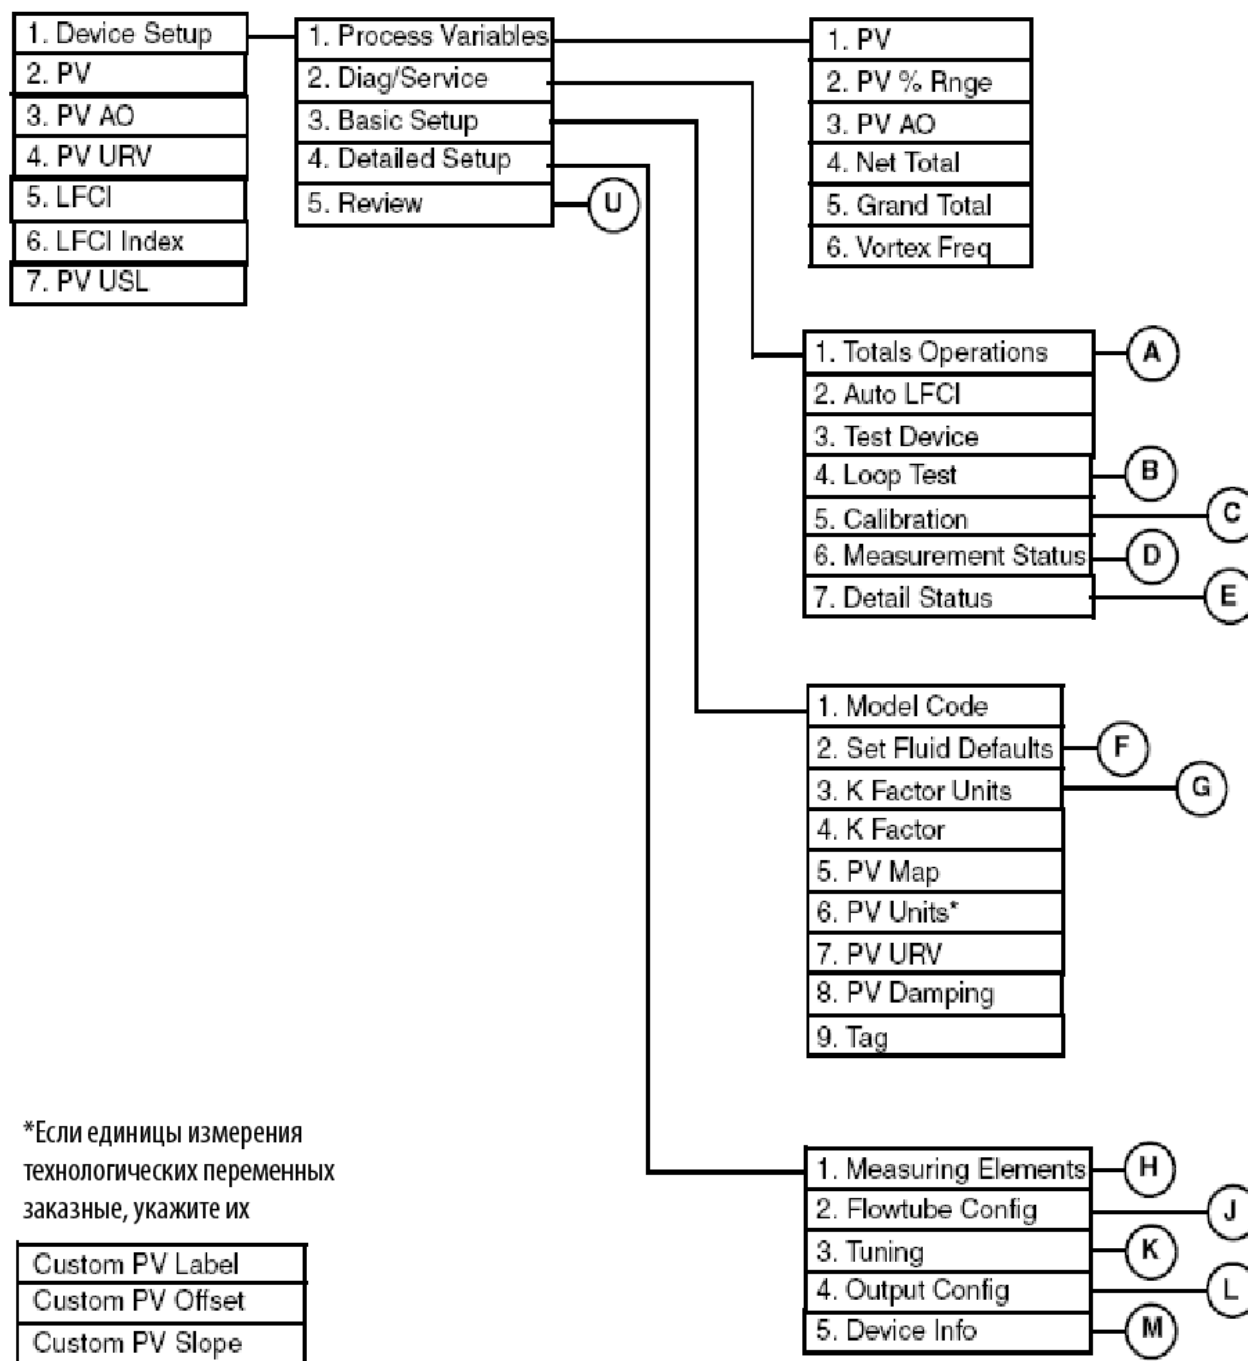 1. Device Setup
2. PV
3. PV AO
4. PV URV
5. LFCI
6. LFCI Index
7. PV USL
1. Process Variables
2. Diag/Service
3. Basic Setup
4. Detailed Setup
5. Review
U
1. PV
2. PV % Rnge
3. PV AO
4. Net Total
5. Grand Total
6. Vortex Freq
1. Totals Operations
A
2. Auto LFCI
3. Test Device
4. Loop Test
B
5. Calibration
C
6. Measurement Status
D
7. Detail Status
E
1. Model Code
2. Set Fluid Defaults
F
3. K Factor Units
G
4. K Factor
5. PV Map
6. PV Units*
7. PV URV
8. PV Damping
9. Tag
1. Measuring Elements
H
2. Flowtube Config
J
3. Tuning
K
4. Output Config
L
5. Device Info
M
*Если единицы измерения
технологических переменных
заказные, укажите их
Custom PV Label
Custom PV Offset
Custom PV Slope